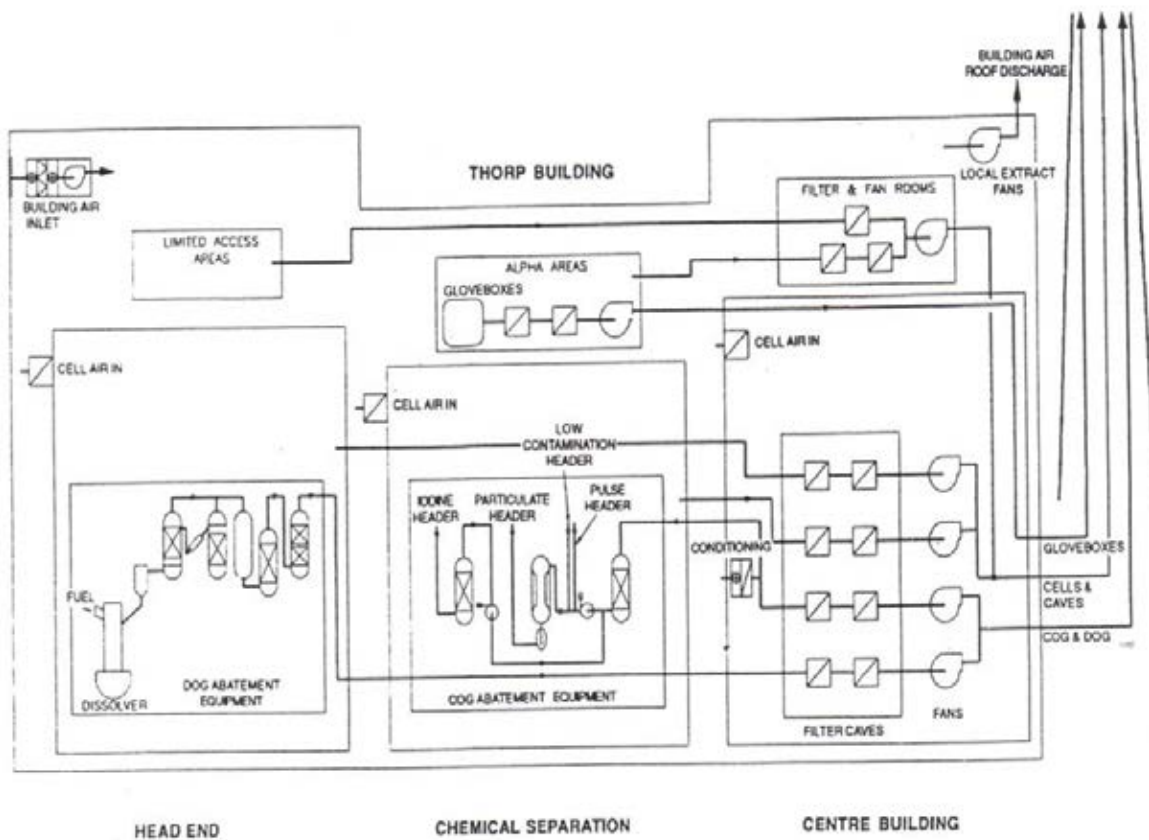 BUILDING AIR
ROOF DISCHARGE
THORP BUILDING
LOCAL EXTRACT
FANS
BUILDING AIR
INLET
FILTER & FAN ROOMS
LIMITED ACCESS
AREAS
ALPHA AREAS
GLOVEBOXES
CELL AIR IN
CELL AIR IN
CELL AIR IN
LOW
CONTAMINATION
HEADER
IODINE
HEADER
PARTICULATE
HEADER
PULSE
HEADER
CONDITIONING
GLOVEBOXES
CELLS &
CAVES
COG & DOG
FUEL
DISSOLVER
DOG ABATEMENT
EQUIPMENT
COG ABATEMENT EQUIPMENT
FILTER CAVES
FANS
HEAD END
CHEMICAL SEPARATION
CENTRE BUILDING